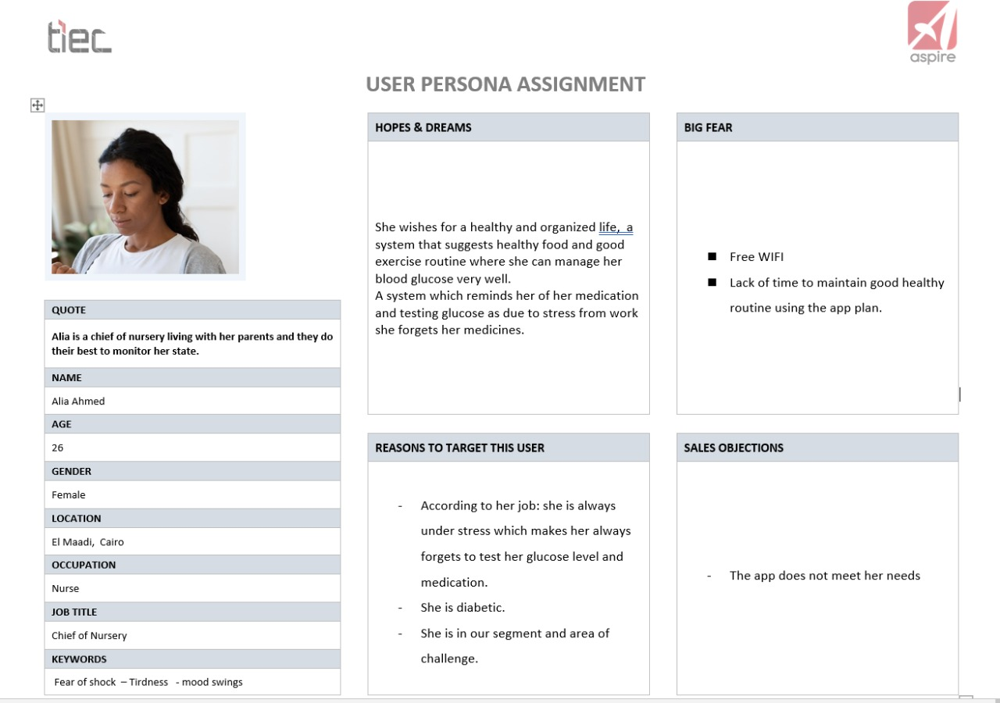 tiec
aspire
USER PERSONA ASSIGNMENT
QUOTE
Alia is a chief of nursery living with her parents and they do
their best to monitor her state.
NAME
Alia Ahmed
AGE
26
GENDER
Female
LOCATION
El Maadi,  Cairo
OCCUPATION
Nurse
JOB TITLE
Chief of Nursery
KEYWORDS
Fear of shock  – Tirdness   - mood swings
HOPES & DREAMS
She wishes for a healthy and organized life,  a
system that suggests healthy food and good
exercise routine where she can manage her
blood glucose very well.
A system which reminds her of her medication
and testing glucose as due to stress from work
she forgets her medicines.
BIG FEAR
■ Free WIFI
■ Lack of time to maintain good healthy
routine using the app plan.
REASONS TO TARGET THIS USER
- According to her job: she is always
under stress which makes her always
forgets to test her glucose level and
medication.
- She is diabetic.
- She is in our segment and area of
challenge.
SALES OBJECTIONS
- The app does not meet her needs